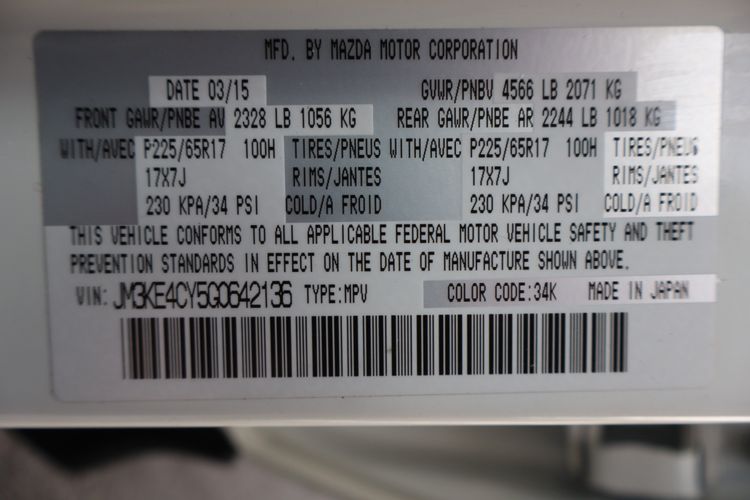 MFD. BY MAZDA MOTOR CORPORATION
DATE 03/15 GVWR/PNBV 4566 LB 2071 KG
FRONT GAWR/PNBE AV 2328 LB 1056 KG REAR GAWR/PNBE AR 2244 LB 1018 KG
WITH/AVEC P225/65R17 100H TIRES/PNEUS WITH/AVEC P225/65R17 100H TIRES/PNEUS
17X7J RIMS/JANTES 17X7J RIMS/JANTES
230 KPA/34 PSI COLD/A FROID 230 KPA/34 PSI COLD/A FROID
THIS VEHICLE CONFORMS TO ALL APPLICABLE FEDERAL MOTOR VEHICLE SAFETY AND THEFT
PREVENTION STANDARDS IN EFFECT ON THE DATE OF MANUFACTURE SHOWN ABOVE.
VIN: JM3KE4CY5G0642136 TYPE:MPV COLOR CODE:34K MADE IN JAPAN